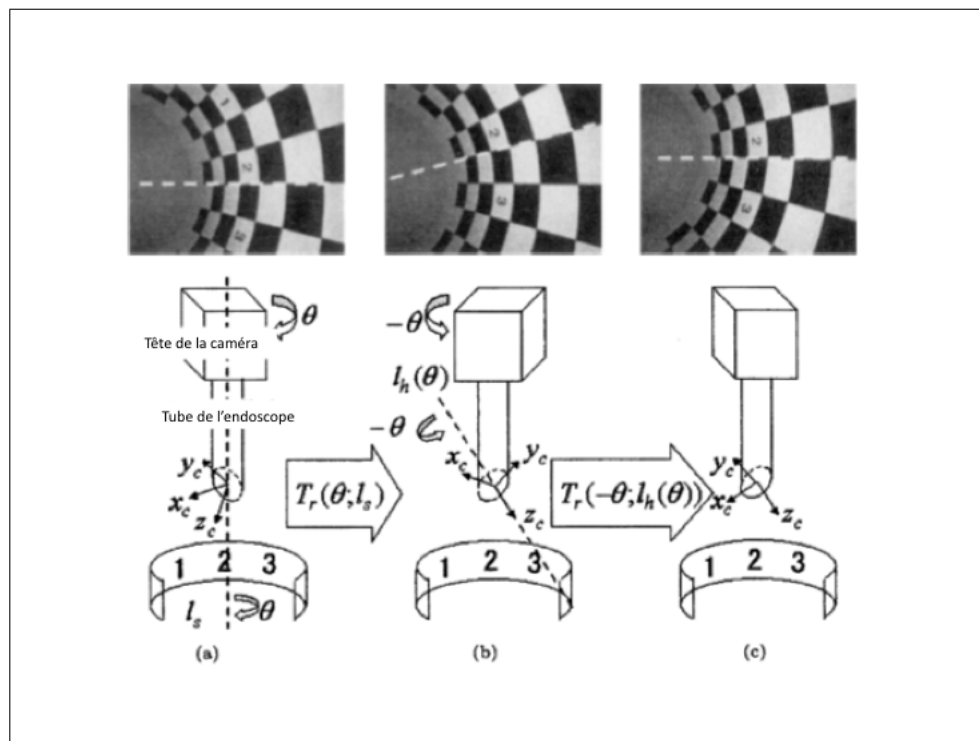 1
2
3
2
3
2
3
θ
Tête de la caméra
Tube de l'endoscope
y_c
x_c
z_c
T_r(θ;l_s)
1 2 3
l_s
θ
(a)
-θ
l_h(θ)
-θ
x_c
y_c
z_c
T_r(-θ;l_h(θ))
1 2 3
(b)
y_c
x_c
z_c
1 2 3
(c)